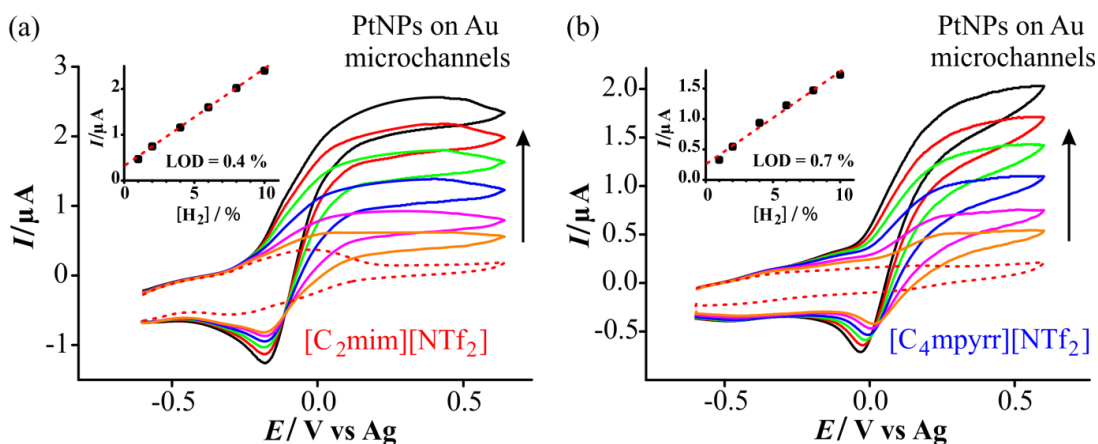 (a)
PtNPs on Au
microchannels
I/µA
3
2
1
0
-1
I/µA
2
1
0
0
5
10
LOD = 0.4 %
[H₂] / %
[C₂mim][NTf₂]
-0.5
0.0
0.5
E/ V vs Ag
(b)
PtNPs on Au
microchannels
I/µA
2.0
1.5
1.0
0.5
0.0
-0.5
I/µA
1.5
1.0
0.5
0.0
0
5
10
LOD = 0.7 %
[H₂] / %
[C₄mpyrr][NTf₂]
-0.5
0.0
0.5
E/ V vs Ag